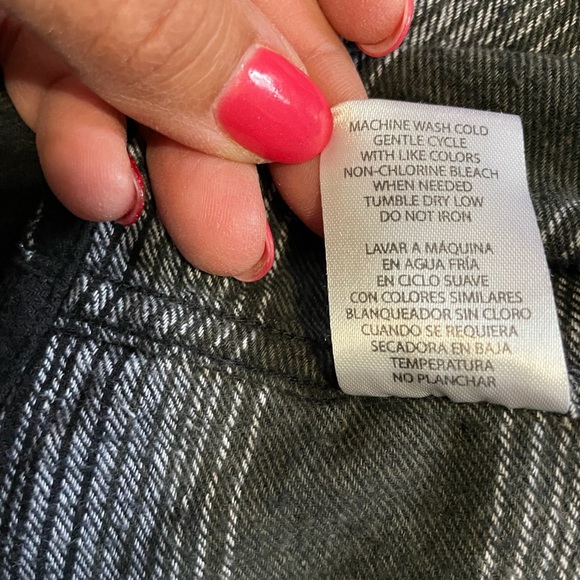 MACHINE WASH COLD
GENTLE CYCLE
WITH LIKE COLORS
NON-CHLORINE BLEACH
WHEN NEEDED
TUMBLE DRY LOW
DO NOT IRON
LAVAR A MÁQUINA
EN AGUA FRÍA
EN CICLO SUAVE
CON COLORES SIMILARES
BLANQUEADOR SIN CLORO
CUANDO SE REQUIERA
SECADORA EN BAJA
TEMPERATURA
NO PLANCHAR